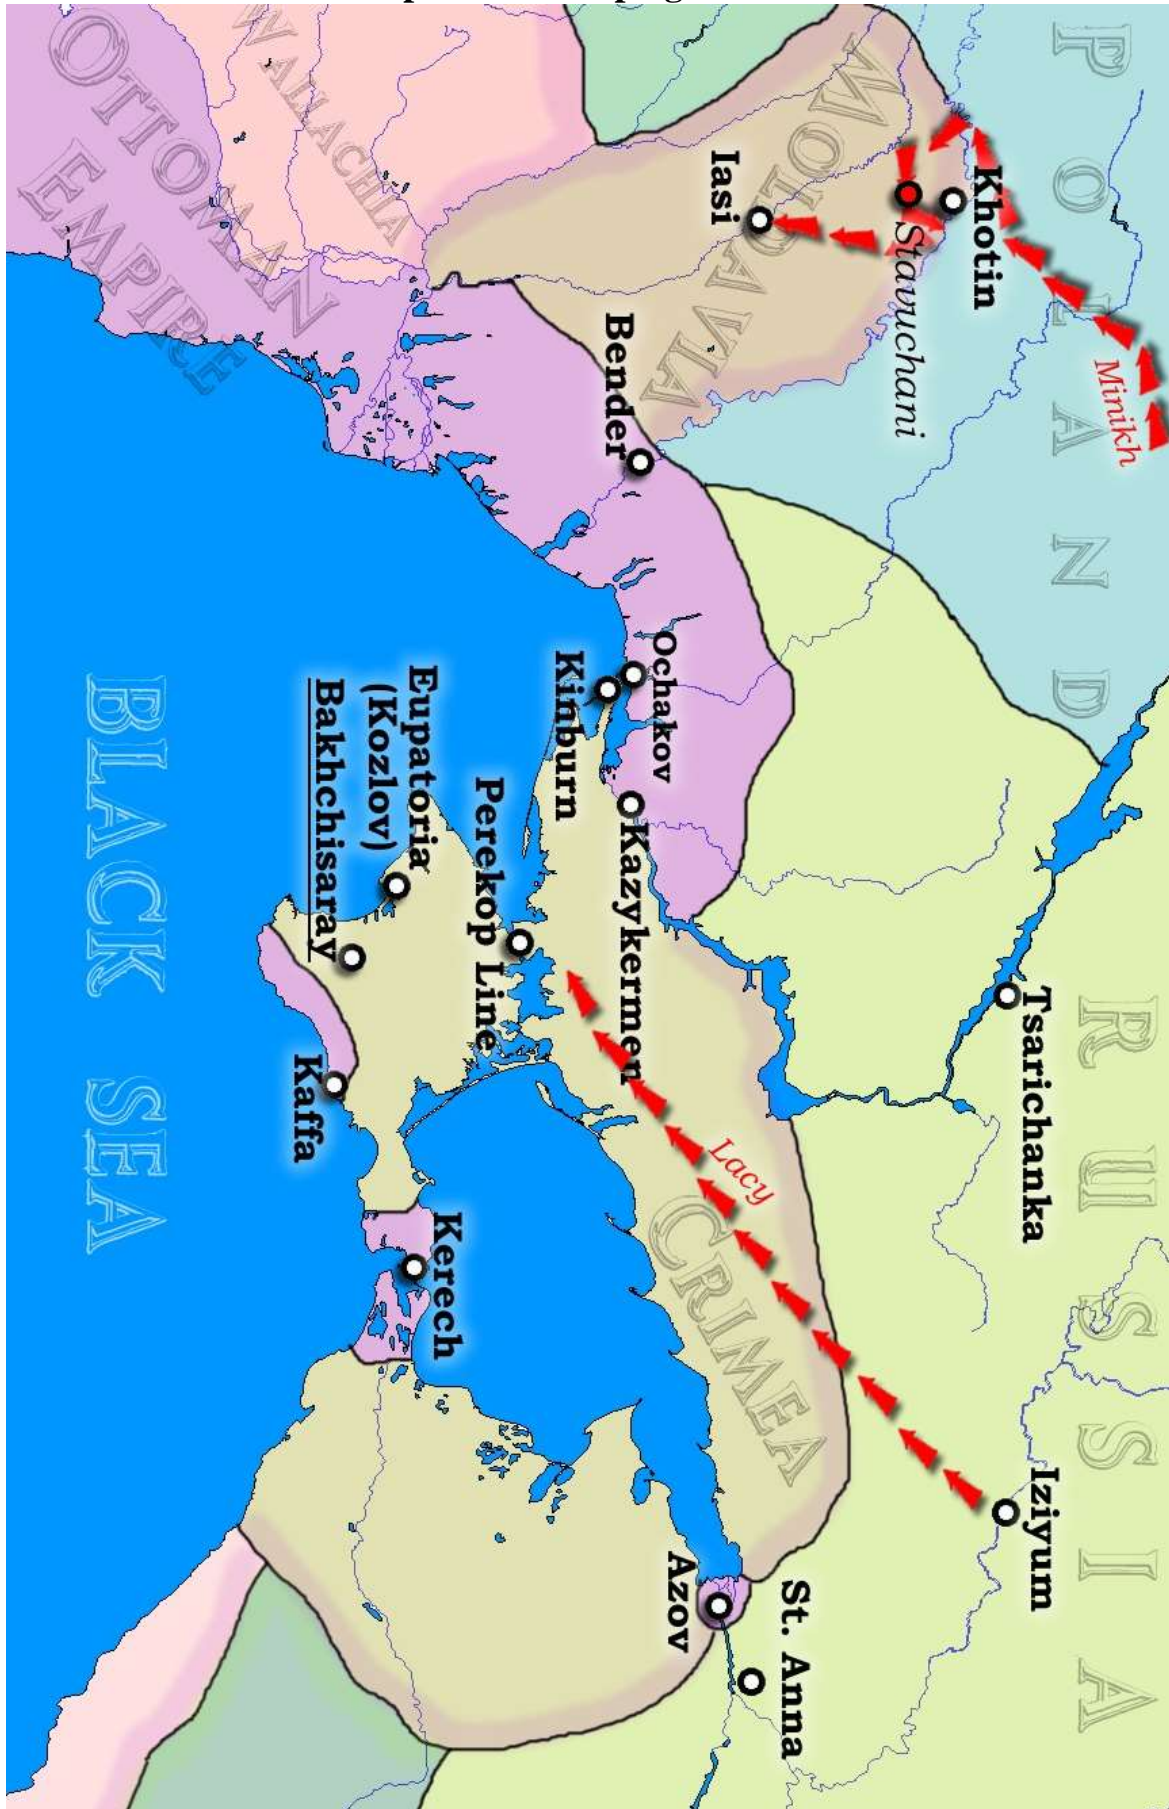 POLAND
RUSSIA
Minikh
Khotin
Stavuchani
MOLDAVIA
Iasi
WALLACHIA
OTTOMAN
EMPIRE
Bender
Ochakov
Kinburn
Kazykermen
Tsarichanka
Iziyum
Lacy
CRIMEA
Perekop Line
Eupatoria
(Kozlov)
Bakhchisaray
Kaffa
Kerech
Azov
St. Anna
BLACK SEA